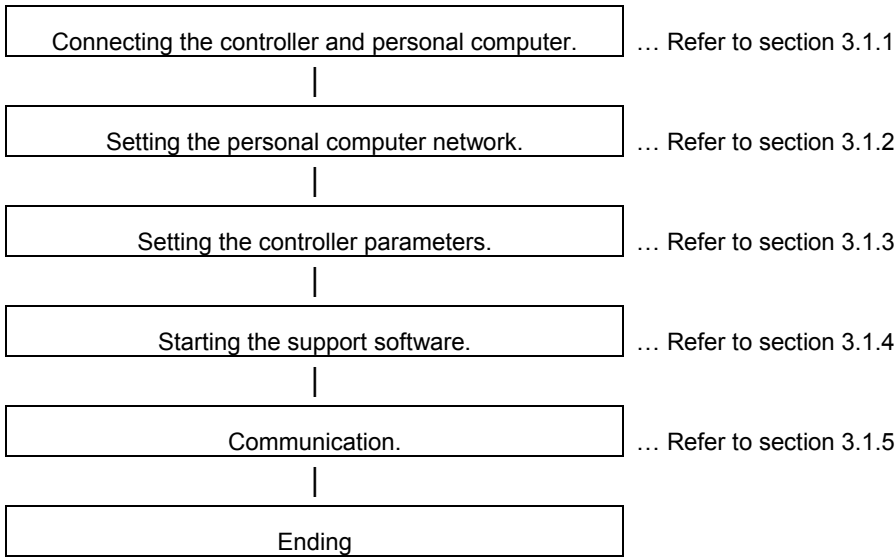 Connecting the controller and personal computer. … Refer to section 3.1.1
Setting the personal computer network. … Refer to section 3.1.2
Setting the controller parameters. … Refer to section 3.1.3
Starting the support software. … Refer to section 3.1.4
Communication. … Refer to section 3.1.5
Ending